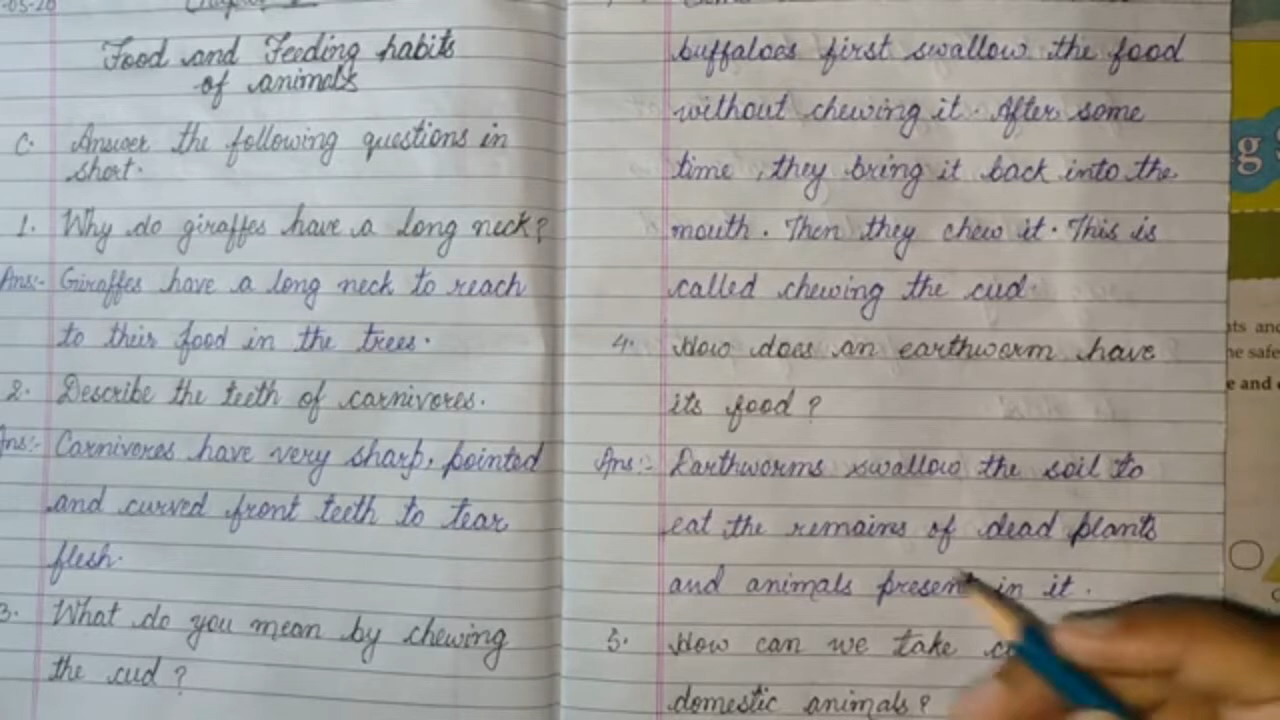 -05-20
Food and Feeding habits
of animals
C. Answer the following questions in
short.
1. Why do giraffes have a long neck?
Ans:- Giraffes have a long neck to reach
to their food in the trees.
2. Describe the teeth of carnivores.
Ans:- Carnivores have very sharp, pointed
and curved front teeth to tear
flesh.
3. What do you mean by chewing
the cud?
buffaloes first swallow the food
without chewing it. After some
time, they bring it back into the
mouth. Then they chew it. This is
called chewing the cud.
4. How does an earthworm have
its food?
Ans:- Earthworms swallow the soil to
eat the remains of dead plants
and animals present in it.
5. How can we take
domestic animals?
g
and
safe
and